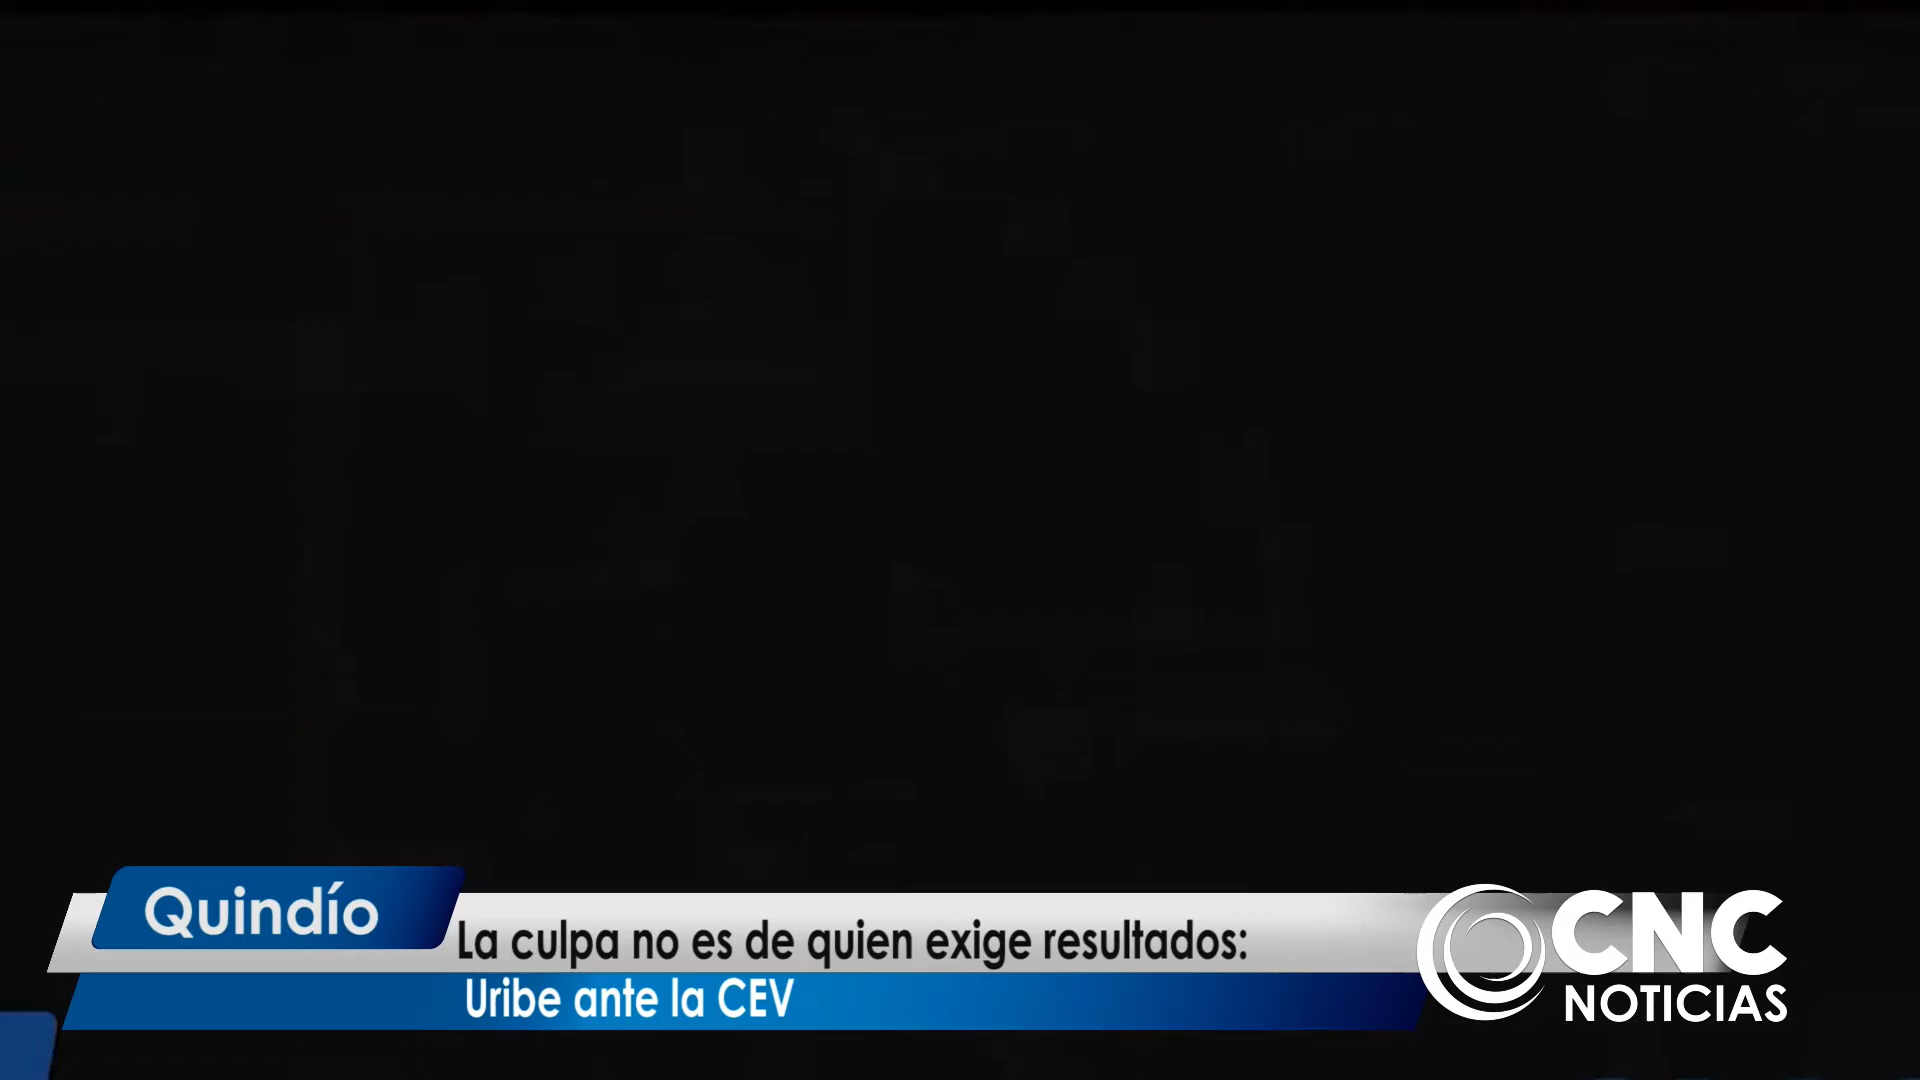 Quindío
La culpa no es de quien exige resultados:
Uribe ante la CEV
CNC
NOTICIAS